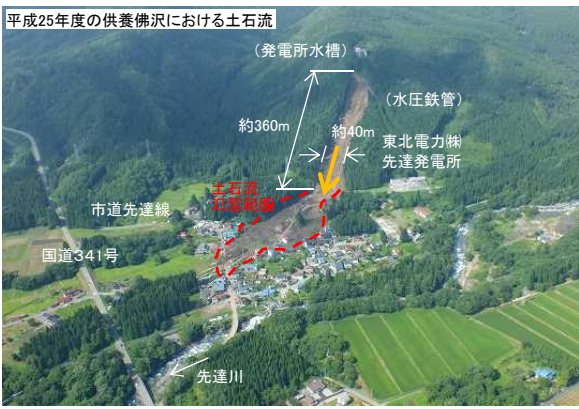 平成25年度の供養佛沢における土石流
（発電所水槽）
（水圧鉄管）
約360m
約40m
東北電力㈱
先達発電所
土石流
氾濫範囲
市道先達線
国道341号
先達川